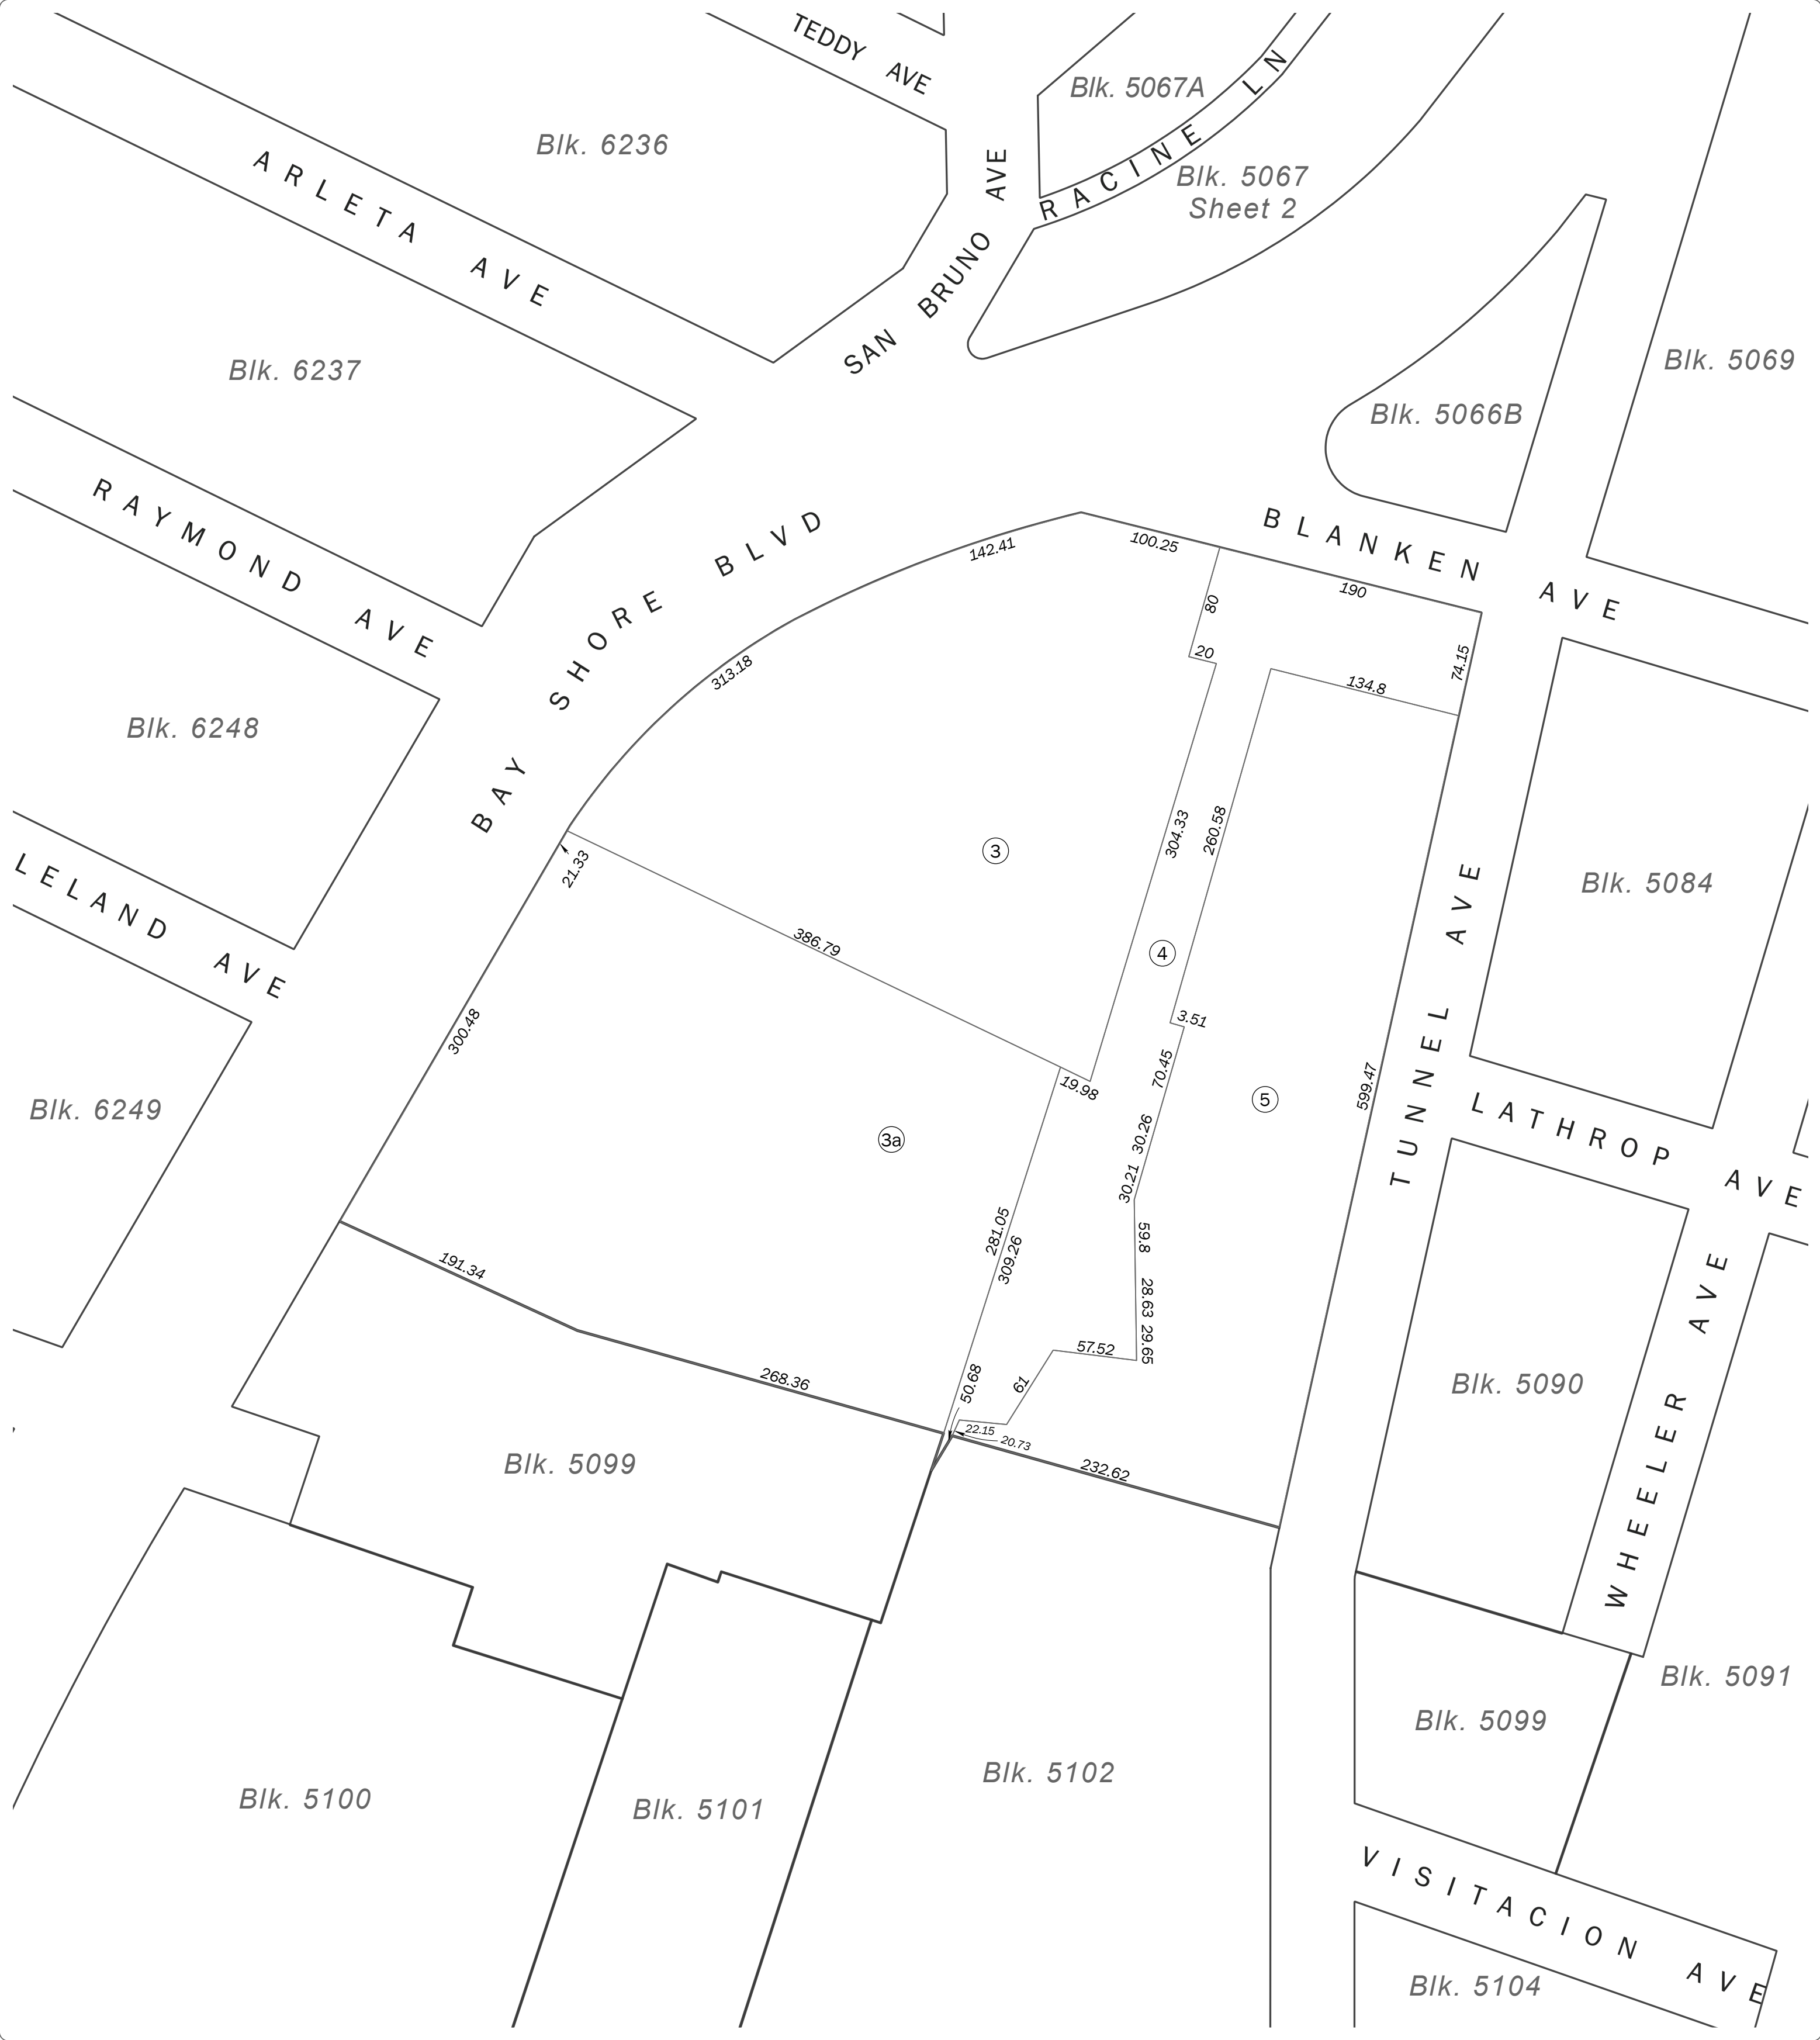 TEDDY AVE
Blk. 5067A
RACINE LN
Blk. 6236
ARLETA AVE
SAN BRUNO AVE
Blk. 5067
Sheet 2
Blk. 5069
Blk. 6237
Blk. 5066B
RAYMOND AVE
BAY SHORE BLVD
BLANKEN AVE
142.41
100.25
190
80
20
74.15
134.8
313.18
Blk. 6248
304.33
260.58
3
21.33
LELAND AVE
386.79
4
Blk. 5084
TUNNEL AVE
300.48
3.51
70.45
19.98
599.47
5
Blk. 6249
3a
30.26
30.21
LATHROP AVE
281.05
309.26
59.8
28.63
29.65
191.34
WHEELER AVE
57.52
268.36
50.68
61
Blk. 5090
22.15
20.73
232.62
Blk. 5099
Blk. 5091
Blk. 5099
Blk. 5102
Blk. 5100
Blk. 5101
VISITACION AVE
Blk. 5104